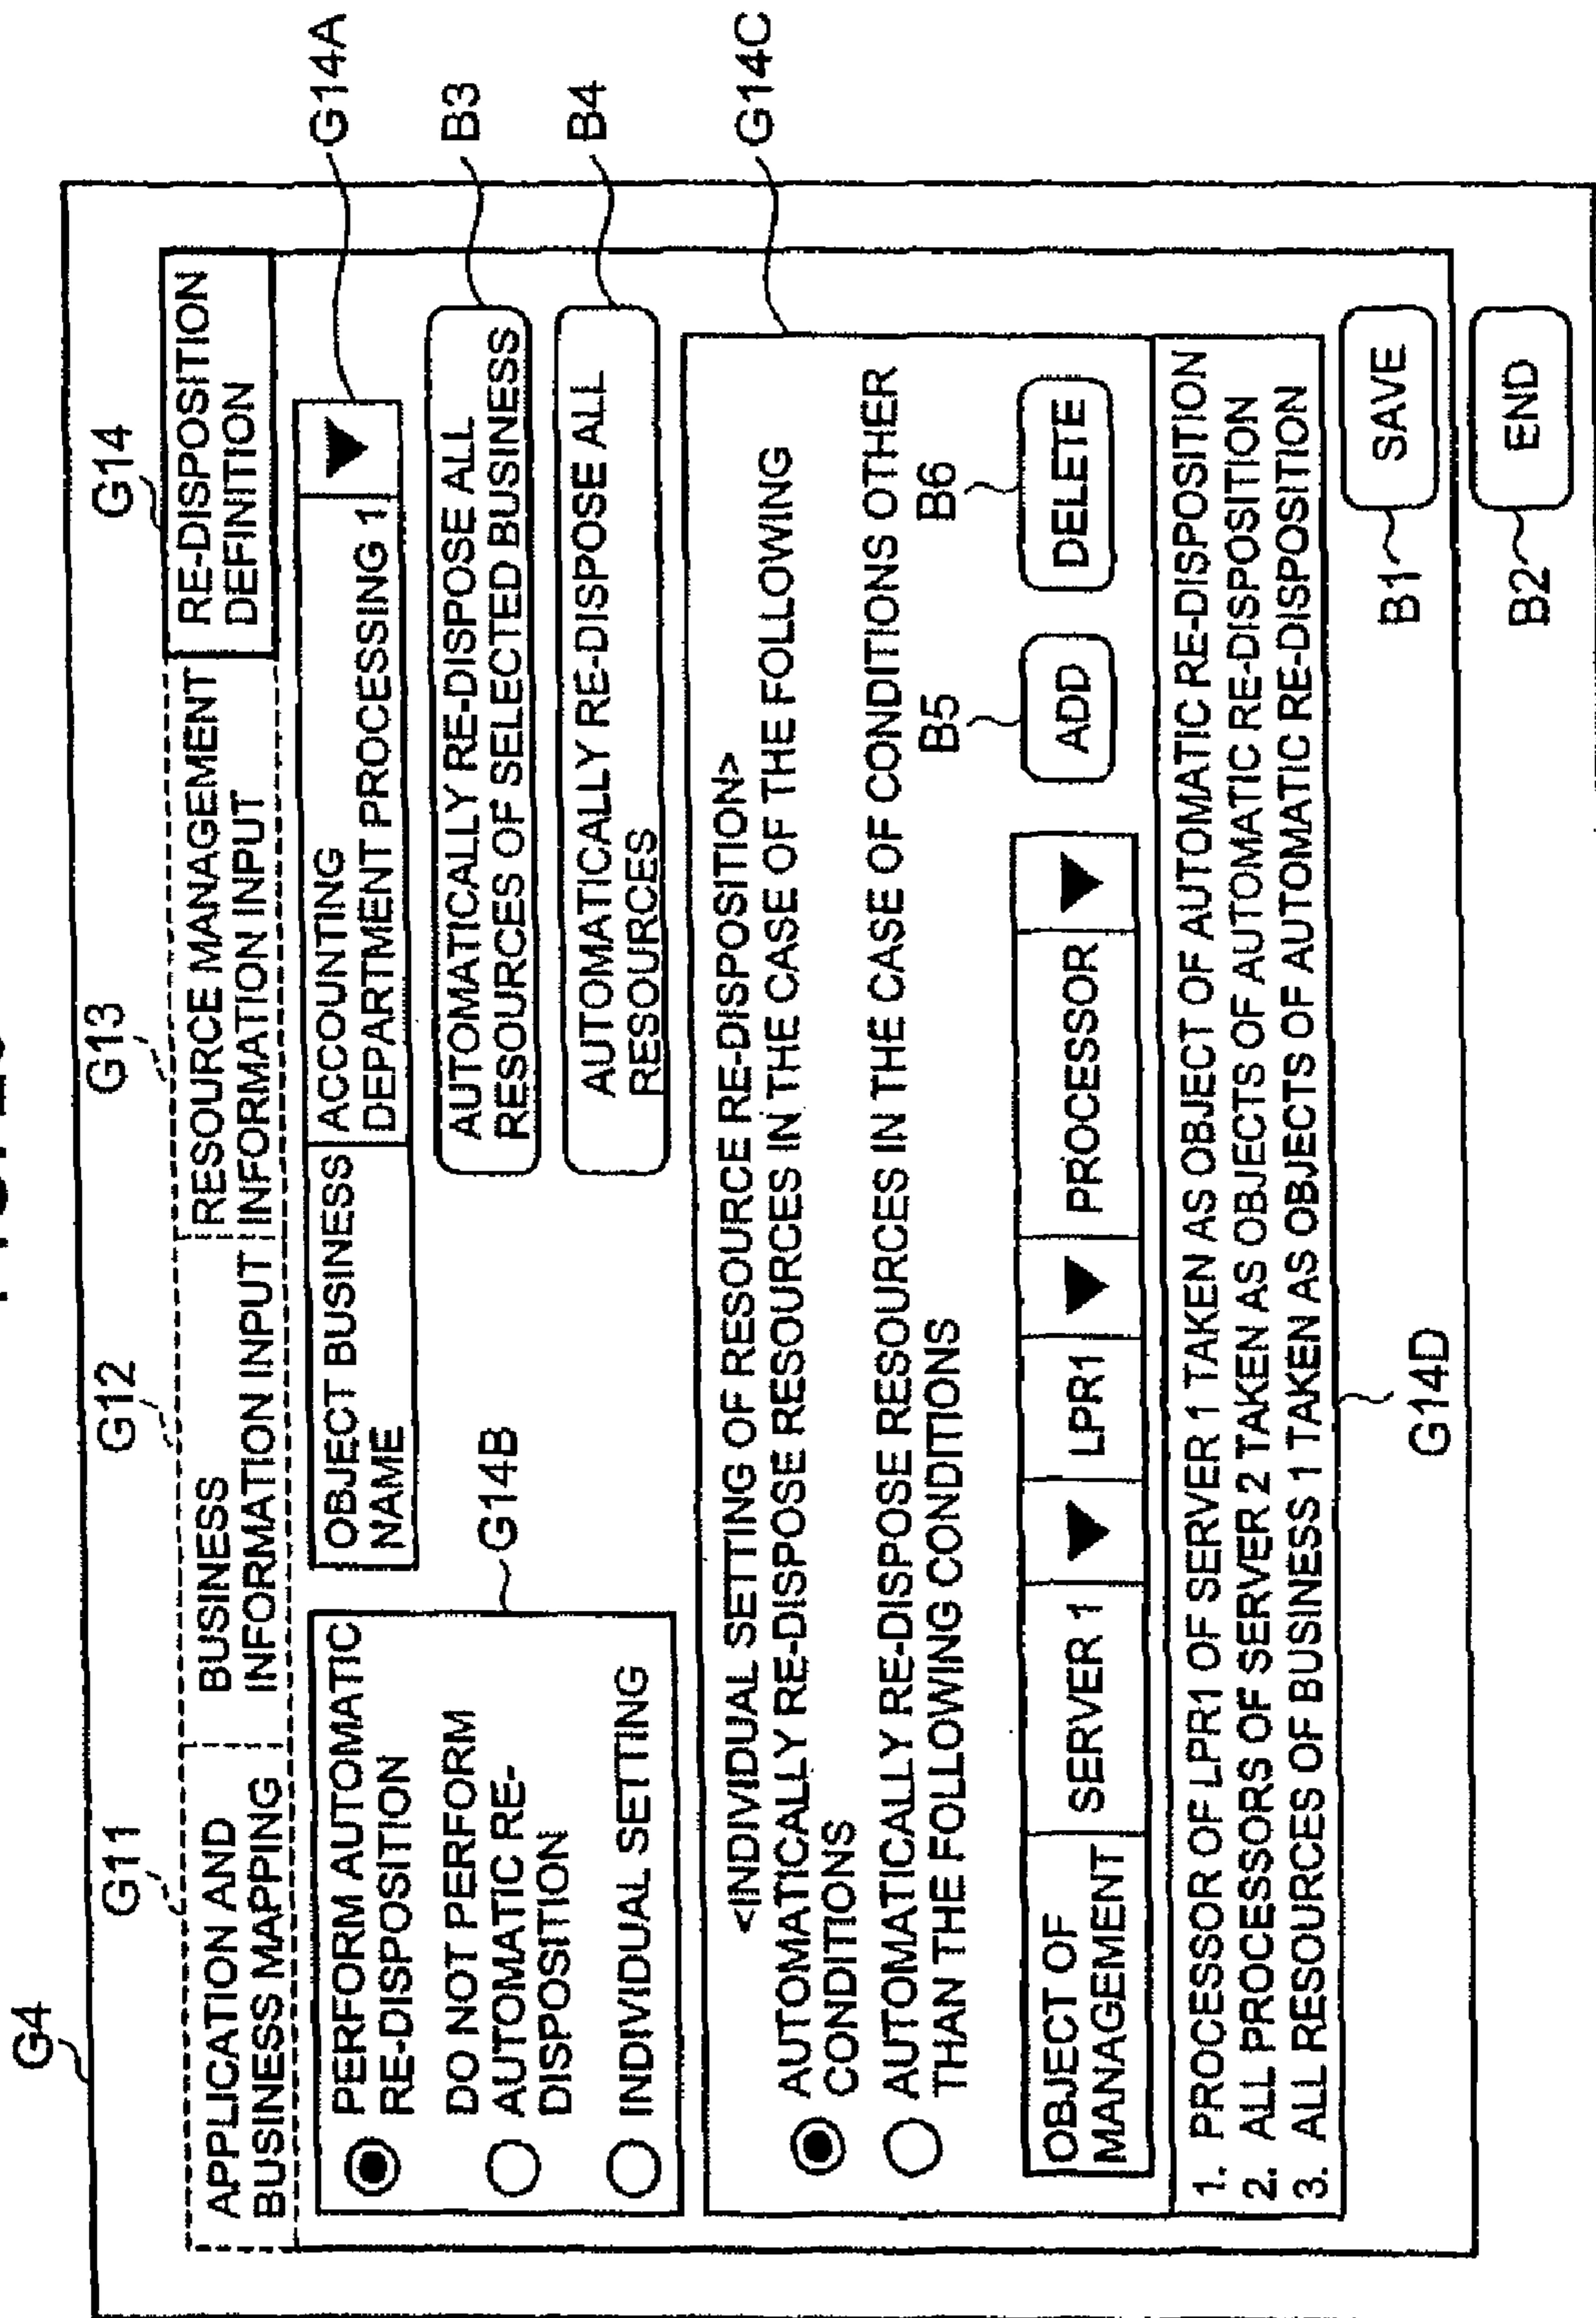 G4
G11
G12
G13
G14
APPLICATION AND
BUSINESS MAPPING
BUSINESS
INFORMATION INPUT
RESOURCE MANAGEMENT
INFORMATION INPUT
RE-DISPOSITION
DEFINITION
PERFORM AUTOMATIC
RE-DISPOSITION
DO NOT PERFORM
AUTOMATIC RE-
DISPOSITION
INDIVIDUAL SETTING
G14B
OBJECT BUSINESS
NAME
ACCOUNTING
DEPARTMENT PROCESSING 1
G14A
AUTOMATICALLY RE-DISPOSE ALL
RESOURCES OF SELECTED BUSINESS
B3
AUTOMATICALLY RE-DISPOSE ALL
RESOURCES
B4
<INDIVIDUAL SETTING OF RESOURCE RE-DISPOSITION>
G14C
AUTOMATICALLY RE-DISPOSE RESOURCES IN THE CASE OF THE FOLLOWING
CONDITIONS
AUTOMATICALLY RE-DISPOSE RESOURCES IN THE CASE OF CONDITIONS OTHER
THAN THE FOLLOWING CONDITIONS
B5
B6
OBJECT OF
MANAGEMENT
SERVER 1
LPR1
PROCESSOR
ADD
DELETE
1. PROCESSOR OF LPR1 OF SERVER 1 TAKEN AS OBJECT OF AUTOMATIC RE-DISPOSITION
2. ALL PROCESSORS OF SERVER 2 TAKEN AS OBJECTS OF AUTOMATIC RE-DISPOSITION
3. ALL RESOURCES OF BUSINESS 1 TAKEN AS OBJECTS OF AUTOMATIC RE-DISPOSITION
G14D
B1
SAVE
B2
END